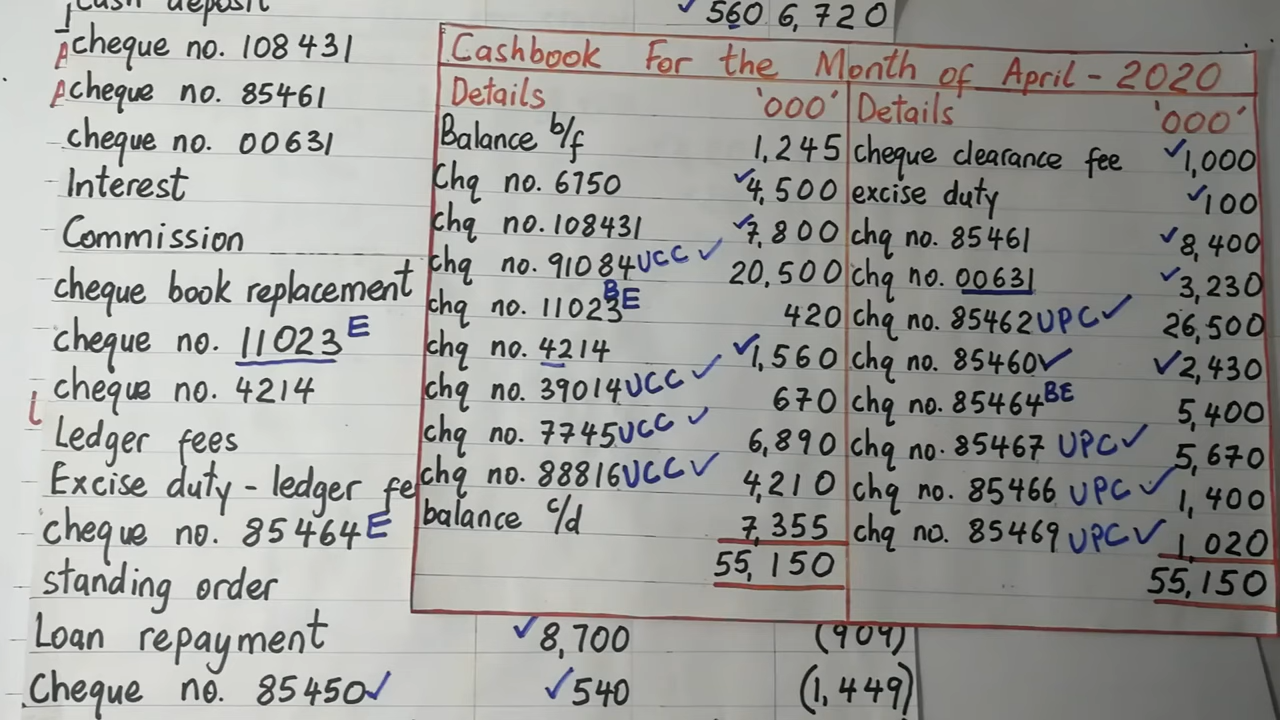 cash deposit ✓560 6,720
A cheque no. 108431
A cheque no. 85461
cheque no. 00631
Interest
Commission
cheque book replacement
cheque no. 11023 E
cheque no. 4214
Ledger fees
Excise duty - ledger fe
cheque no. 85464 E
standing order
Loan repayment ✓8,700 (909)
Cheque no. 85450✓ ✓540 (1,449)
Cashbook For the Month of April - 2020
Details '000' Details '000'
Balance b/f 1,245 cheque clearance fee ✓1,000
Chq no. 6750 ✓4,500 excise duty ✓100
chq no. 108431 ✓7,800 chq no. 85461 ✓8,400
chq no. 91084 UCC ✓ 20,500 chq no. 00631 ✓3,230
chq no. 11023 BE 420 chq no. 85462 UPC ✓ 26,500
chq no. 4214 ✓1,560 chq no. 85460✓ ✓2,430
chq no. 39014 UCC ✓ 670 chq no. 85464 BE 5,400
chq no. 7745 UCC ✓ 6,890 chq no. 85467 UPC ✓ 5,670
chq no. 88816 UCC ✓ 4,210 chq no. 85466 UPC ✓ 1,400
balance c/d 7,355 chq no. 85469 UPC ✓ 1,020
55,150 55,150